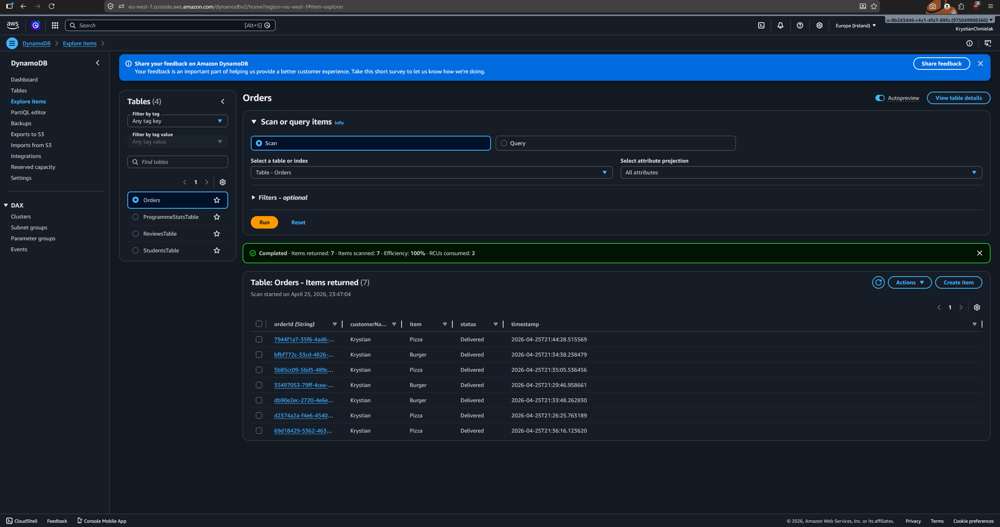 eu-west-1.console.aws.amazon.com/dynamodbv2/home?region=eu-west-1#item-explorer
3
aws
Search
[Alt+S]
Europe (Ireland)
u-8b2d3d46-c4a1-4fa7-89fa (975049908360)
KrystianChmielak
DynamoDB
Explore items
DynamoDB
Dashboard
Tables
Explore items
PartiQL editor
Backups
Exports to S3
Imports from S3
Integrations
Reserved capacity
Settings
DAX
Clusters
Subnet groups
Parameter groups
Events
Share your feedback on Amazon DynamoDB
Your feedback is an important part of helping us provide a better customer experience. Take this short survey to let us know how we're doing.
Share feedback
Tables (4)
Filter by tag
Any tag key
Filter by tag value
Any tag value
Find tables
1
Orders
ProgrammeStatsTable
ReviewsTable
StudentsTable
Orders
Autopreview
View table details
Scan or query items Info
Scan
Query
Select a table or index
Table - Orders
Select attribute projection
All attributes
Filters - optional
Run
Reset
Completed · Items returned: 7 · Items scanned: 7 · Efficiency: 100% · RCUs consumed: 2
Table: Orders - Items returned (7)
Scan started on April 25, 2026, 23:47:04
Actions
Create item
1
orderId (String) customerNa... item status timestamp
7944f1a7-35f6-4ad6-... Krystian Pizza Delivered 2026-04-25T21:44:28.515569
bfbf772c-33cd-4826-... Krystian Burger Delivered 2026-04-25T21:34:38.238479
5b85cc09-56d5-489c... Krystian Pizza Delivered 2026-04-25T21:35:05.536456
35497053-79ff-4cea-... Krystian Burger Delivered 2026-04-25T21:29:46.958661
db90e2ec-2720-4e6e... Krystian Burger Delivered 2026-04-25T21:33:48.262830
d2374a2a-f4e6-4540... Krystian Pizza Delivered 2026-04-25T21:26:25.763189
69d18429-5362-463... Krystian Pizza Delivered 2026-04-25T21:36:16.123620
CloudShell
Feedback
Console Mobile App
© 2026, Amazon Web Services, Inc. or its affiliates.
Privacy
Terms
Cookie preferences